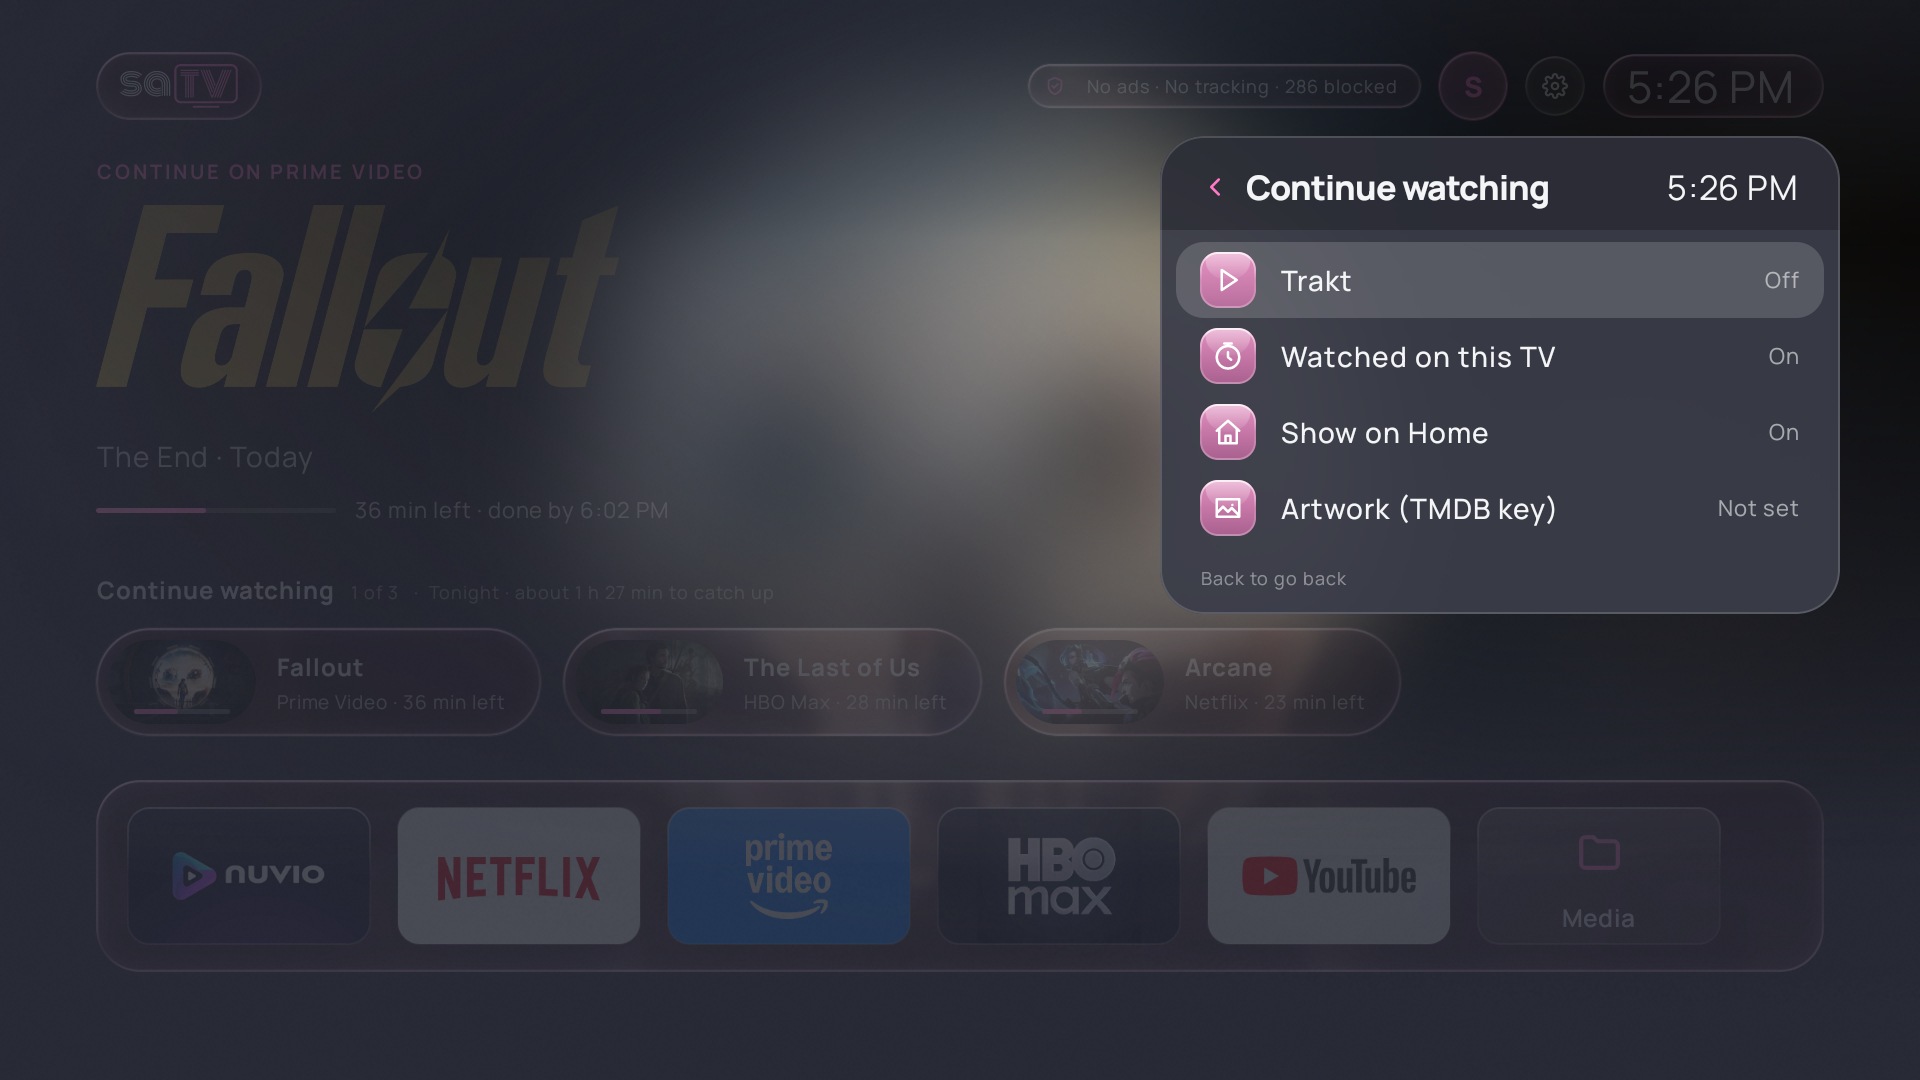 saTV
No ads · No tracking · 286 blocked
S
5:26 PM
CONTINUE ON PRIME VIDEO
Fallout
The End · Today
36 min left · done by 6:02 PM
Continue watching
5:26 PM
Trakt
Off
Watched on this TV
On
Show on Home
On
Artwork (TMDB key)
Not set
Back to go back
Continue watching 1 of 3 · Tonight · about 1 h 27 min to catch up
Fallout
Prime Video · 36 min left
The Last of Us
HBO Max · 28 min left
Arcane
Netflix · 23 min left
nuvio
NETFLIX
prime
video
HBO
max
YouTube
Media